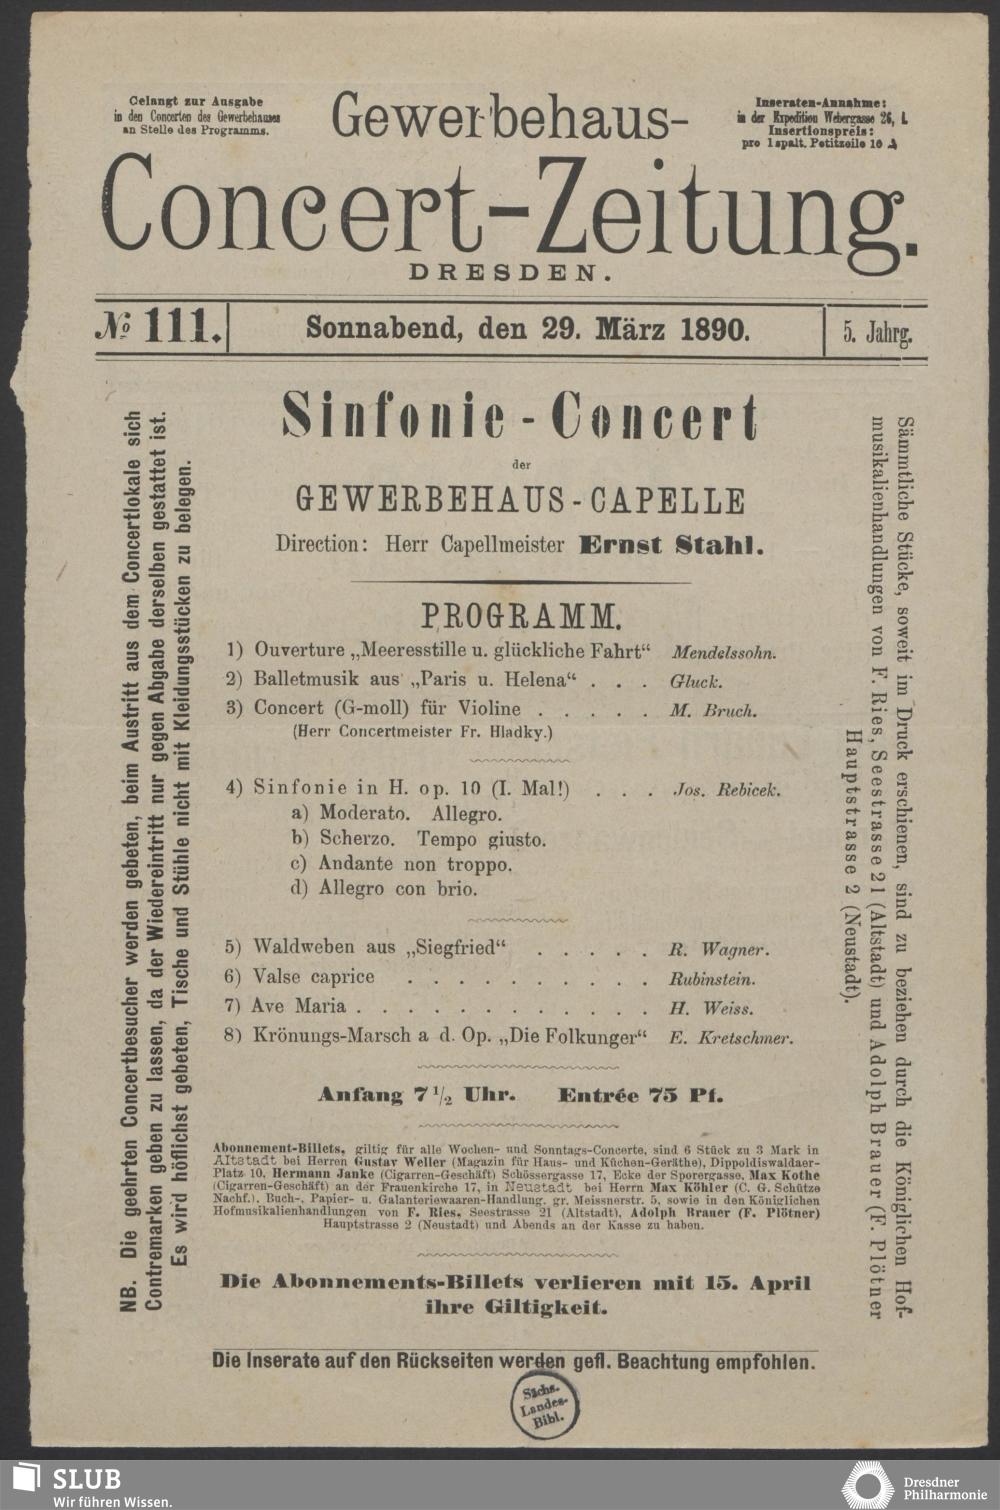 Gelangt zur Ausgabe
in den Concerten des Gewerbehauses
an Stelle des Programms.
Gewerbehaus-
Inseraten-Annahme:
in der Expedition Webergasse 26, I.
Insertionspreis:
pro 1 spalt. Petitzeile 10 ₰
Concert-Zeitung.
DRESDEN.
№ 111.
Sonnabend, den 29. März 1890.
5. Jahrg.
NB. Die geehrten Concertbesucher werden gebeten, beim Austritt aus dem Concertlokale sich
Contremarken geben zu lassen, da der Wiedereintritt nur gegen Abgabe derselben gestattet ist.
Es wird höflichst gebeten, Tische und Stühle nicht mit Kleidungsstücken zu belegen.
Sinfonie-Concert
der
GEWERBEHAUS-CAPELLE
Direction: Herr Capellmeister Ernst Stahl.
PROGRAMM.
1) Ouverture „Meeresstille u. glückliche Fahrt“ Mendelssohn.
2) Balletmusik aus „Paris u. Helena“ . . . Gluck.
3) Concert (G-moll) für Violine . . . . . M. Bruch.
(Herr Concertmeister Fr. Hladky.)
4) Sinfonie in H. op. 10 (I. Mal!) . . . Jos. Rebicek.
a) Moderato. Allegro.
b) Scherzo. Tempo giusto.
c) Andante non troppo.
d) Allegro con brio.
5) Waldweben aus „Siegfried“ . . . . . R. Wagner.
6) Valse caprice . . . . . . . . . . Rubinstein.
7) Ave Maria . . . . . . . . . . . . H. Weiss.
8) Krönungs-Marsch a d. Op. „Die Folkunger“ E. Kretschmer.
Anfang 7 1/2 Uhr. Entrée 75 Pf.
Abonnement-Billets, giltig für alle Wochen- und Sonntags-Concerte, sind 6 Stück zu 3 Mark in
Altstadt bei Herren Gustav Weller (Magazin für Haus- und Küchen-Geräthe), Dippoldiswaldaer-
Platz 10, Hermann Janke (Cigarren-Geschäft) Schössergasse 17, Ecke der Sporergasse, Max Kothe
(Cigarren-Geschäft) an der Frauenkirche 17, in Neustadt bei Herrn Max Köhler (C. G. Schütze
Nachf.), Buch-, Papier- u. Galanteriewaaren-Handlung, gr. Meissnerstr. 5, sowie in den Königlichen
Hofmusikalienhandlungen von F. Ries, Seestrasse 21 (Altstadt), Adolph Brauer (F. Plötner)
Hauptstrasse 2 (Neustadt) und Abends an der Kasse zu haben.
Die Abonnements-Billets verlieren mit 15. April
ihre Giltigkeit.
Sämmtliche Stücke, soweit im Druck erschienen, sind zu beziehen durch die Königlichen Hof-
musikalienhandlungen von F. Ries, Seestrasse 21 (Altstadt) und Adolph Brauer (F. Plötner
Hauptstrasse 2 (Neustadt).
Die Inserate auf den Rückseiten werden gefl. Beachtung empfohlen.
Sächs.
Landes-
Bibl.
SLUB
Wir führen Wissen.
Dresdner
Philharmonie